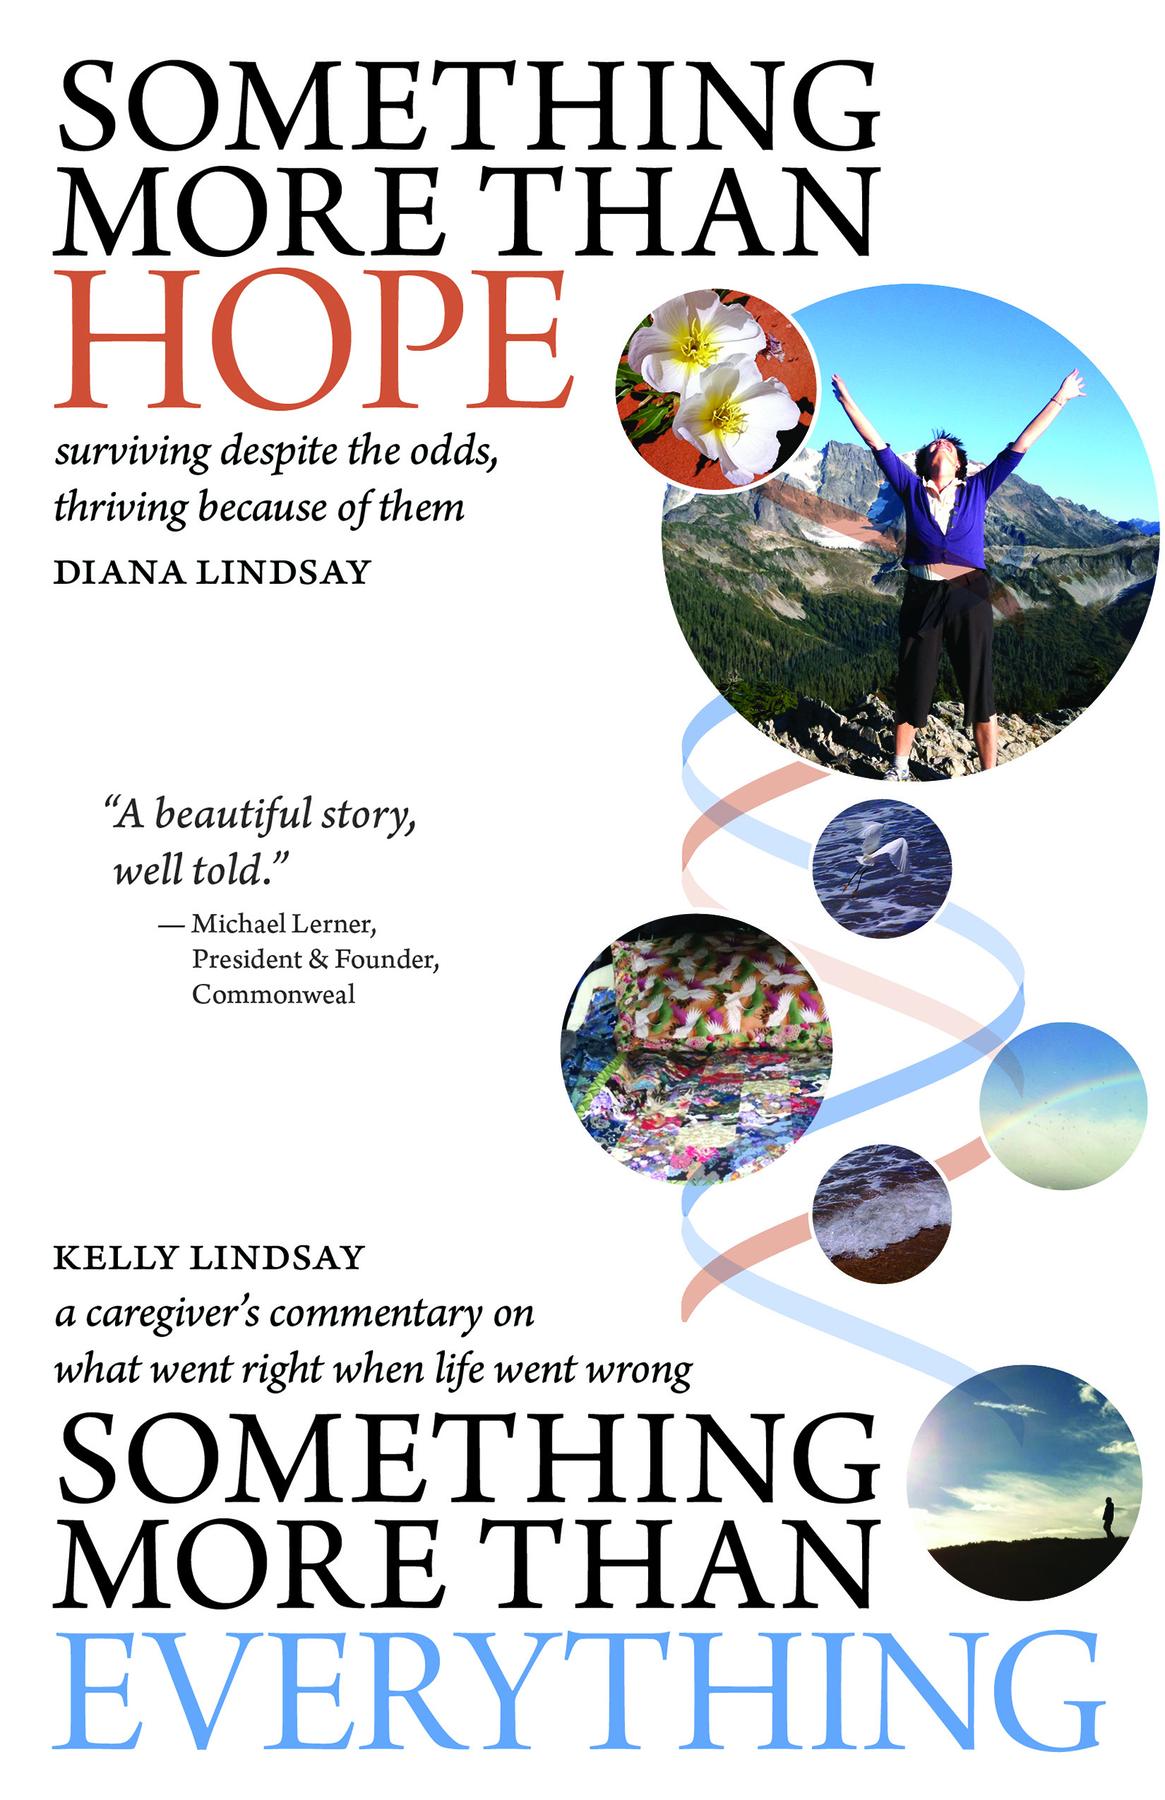 SOMETHING
MORE THAN
HOPE
surviving despite the odds,
thriving because of them
DIANA LINDSAY
“A beautiful story,
well told.”
— Michael Lerner,
President & Founder,
Commonweal
KELLY LINDSAY
a caregiver’s commentary on
what went right when life went wrong
SOMETHING
MORE THAN
EVERYTHING